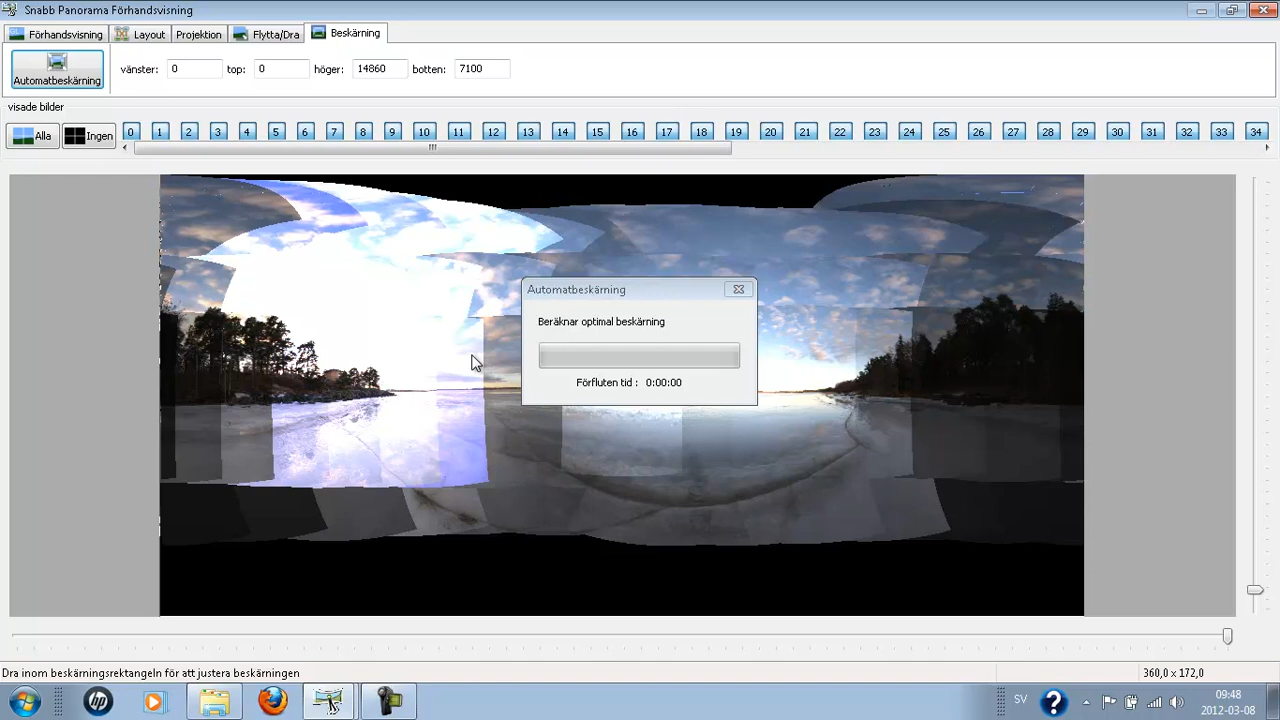 Snabb Panorama Förhandsvisning
Förhandsvisning Layout Projektion Flytta/Dra Beskärning
Automatbeskärning vänster: 0 top: 0 höger: 14860 botten: 7100
visade bilder
Alla Ingen 0 1 2 3 4 5 6 7 8 9 10 11 12 13 14 15 16 17 18 19 20 21 22 23 24 25 26 27 28 29 30 31 32 33 34
Automatbeskärning
Beräknar optimal beskärning
Förfluten tid : 0:00:00
Dra inom beskärningsrektangeln för att justera beskärningen 360,0 x 172,0
hp SV ? 09:48
2012-03-08